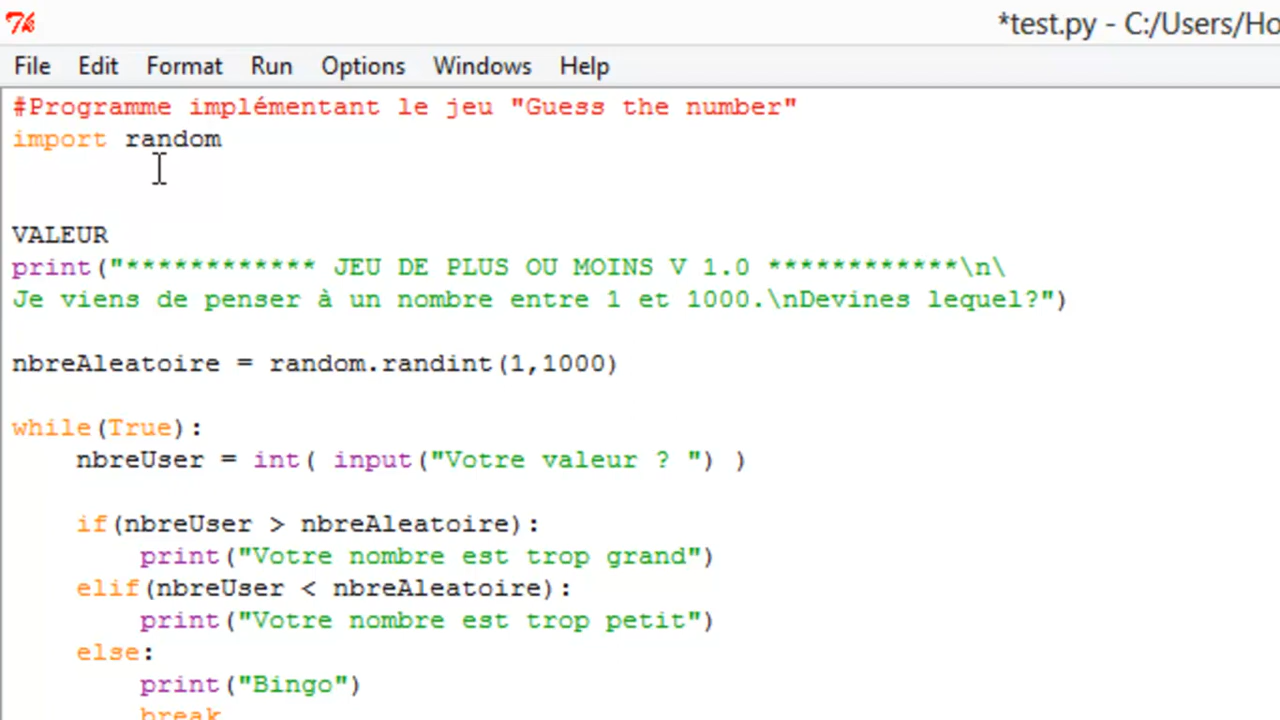 *test.py - C:/Users/Ho
File Edit Format Run Options Windows Help
#Programme implémentant le jeu "Guess the number"
import random
VALEUR
print("************ JEU DE PLUS OU MOINS V 1.0 ************\n\
Je viens de penser à un nombre entre 1 et 1000.\nDevines lequel?")
nbreAleatoire = random.randint(1,1000)
while(True):
    nbreUser = int( input("Votre valeur ? ") )
    if(nbreUser > nbreAleatoire):
        print("Votre nombre est trop grand")
    elif(nbreUser < nbreAleatoire):
        print("Votre nombre est trop petit")
    else:
        print("Bingo")
        break